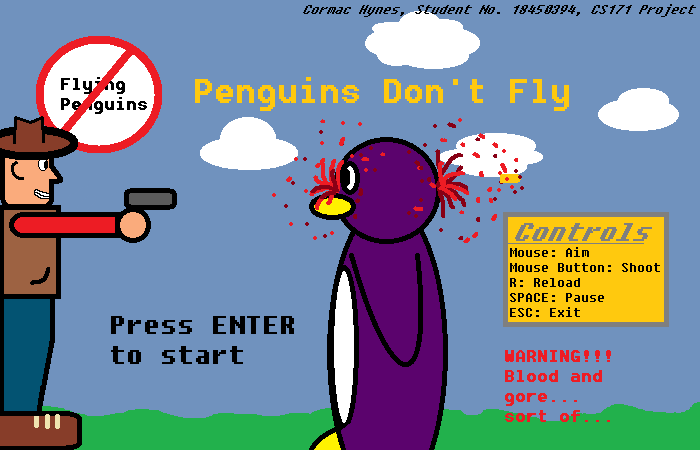 Cormac Hynes, Student No. 18450394, CS171 Project
Flying
Penguins
Penguins Don't Fly
Controls
Mouse: Aim
Mouse Button: Shoot
R: Reload
SPACE: Pause
ESC: Exit
Press ENTER
to start
WARNING!!!
Blood and
gore...
sort of...